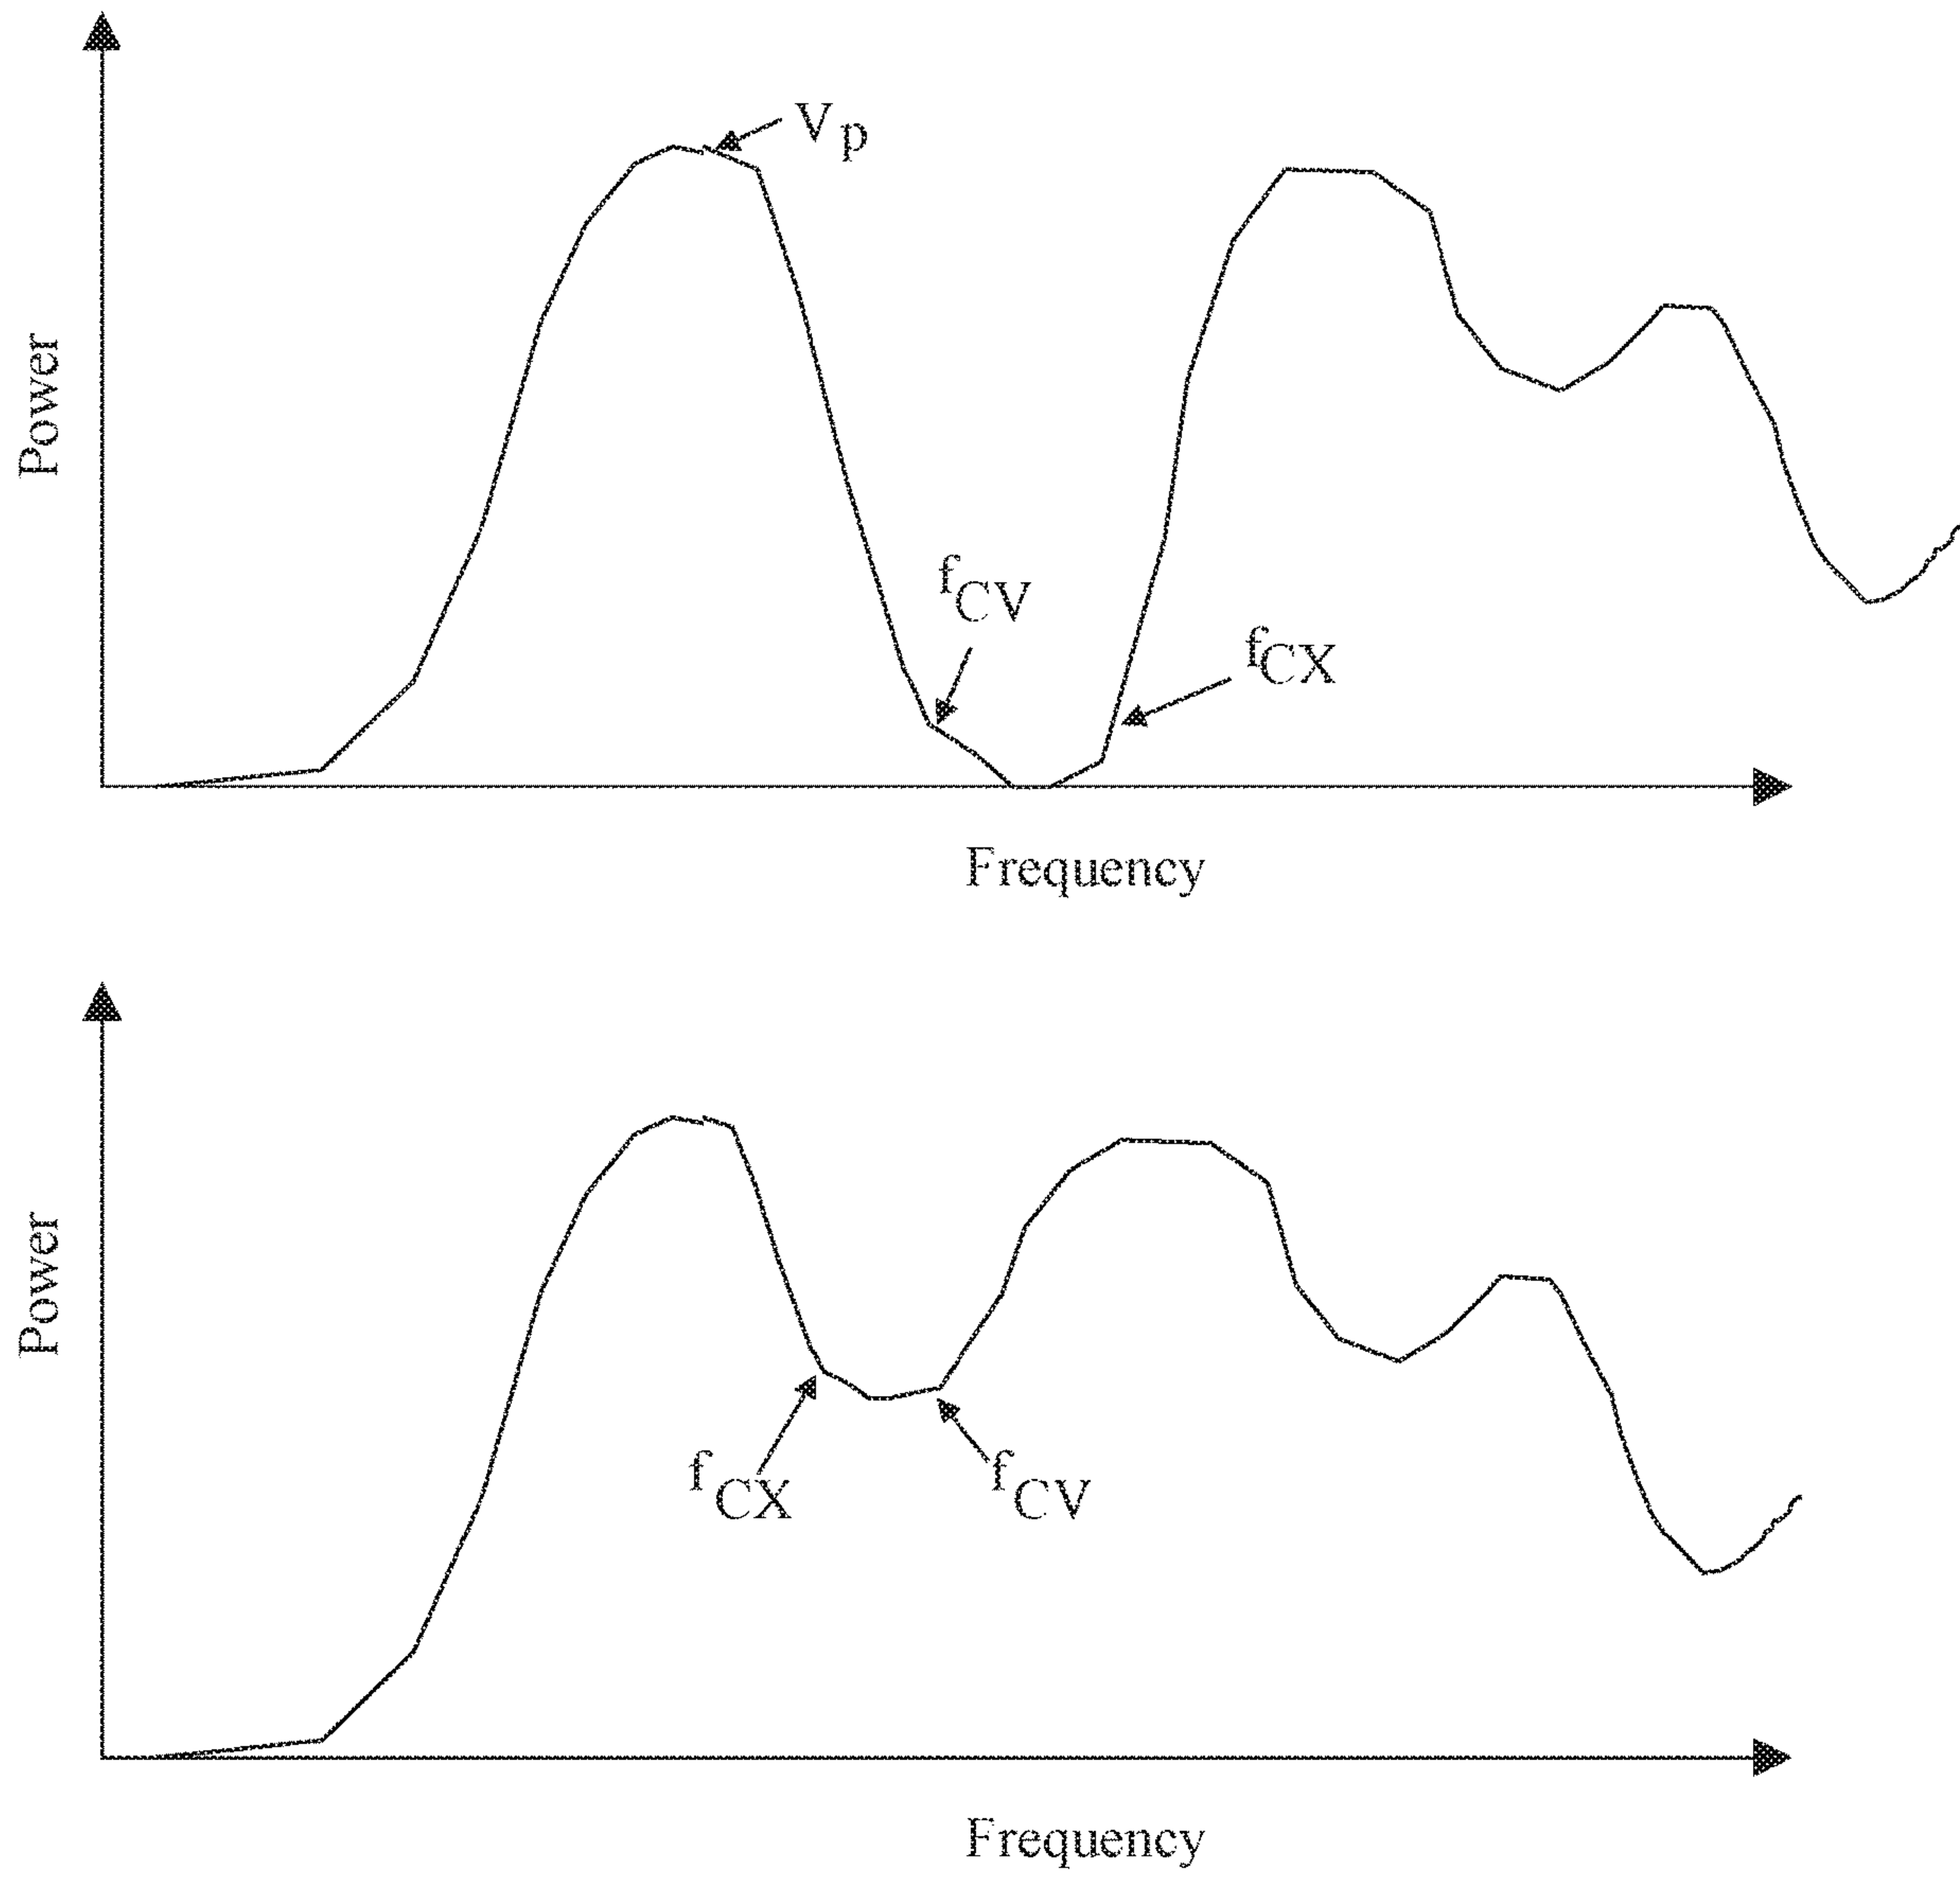 Vp
Power
fCV
fCX
Frequency
Power
fCX
fCV
Frequency